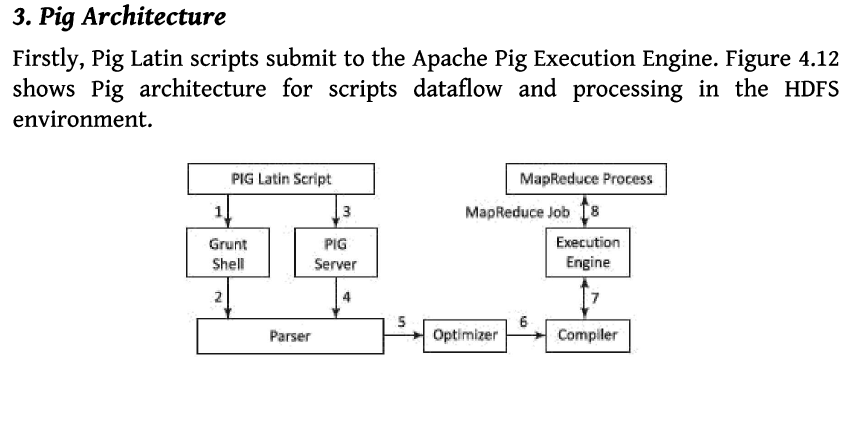 3. Pig Architecture
Firstly, Pig Latin scripts submit to the Apache Pig Execution Engine. Figure 4.12
shows Pig architecture for scripts dataflow and processing in the HDFS
environment.
PIG Latin Script
MapReduce Process
1
3
MapReduce Job
8
Grunt
Shell
PIG
Server
Execution
Engine
2
4
7
Parser
5
Optimizer
6
Compiler